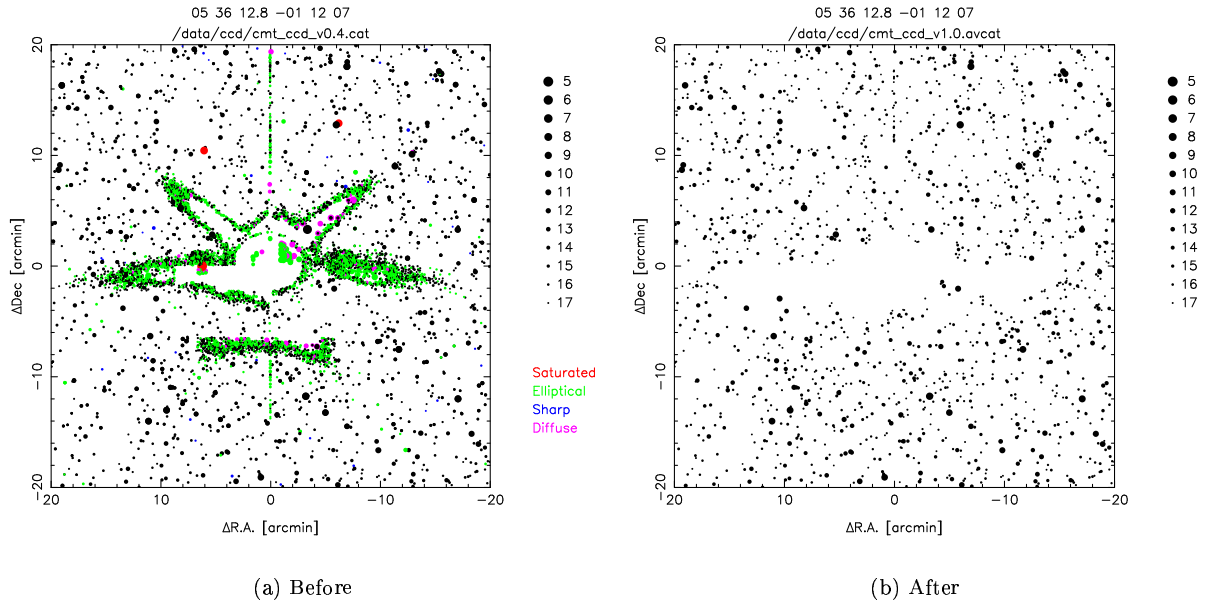 05 36 12.8 −01 12 07
/data/ccd/cmt_ccd_v0.4.cat
20
10
0
−10
−20
ΔDec [arcmin]
−20 10 0 −10 −20
ΔR.A. [arcmin]
5
6
7
8
9
10
11
12
13
14
15
16
17
Saturated
Elliptical
Sharp
Diffuse
(a) Before
05 36 12.8 −01 12 07
/data/ccd/cmt_ccd_v1.0.avcat
20
10
0
−10
−20
ΔDec [arcmin]
20 10 0 −10 −20
ΔR.A. [arcmin]
5
6
7
8
9
10
11
12
13
14
15
16
17
(b) After